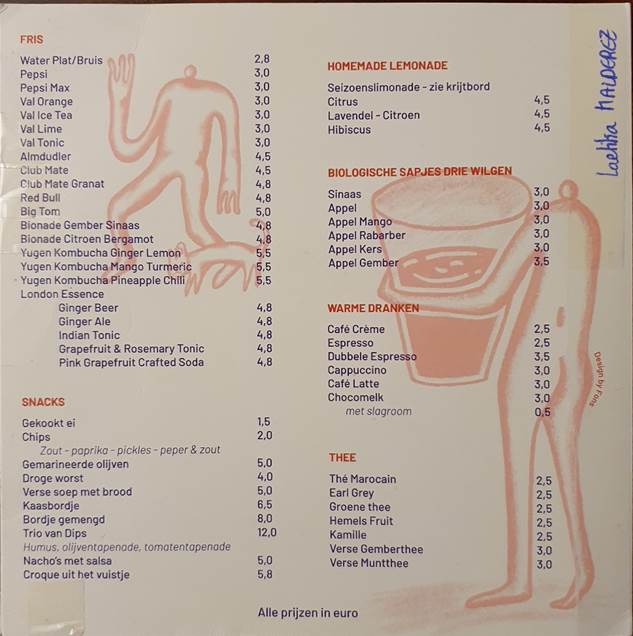 FRIS
Water Plat/Bruis 2,8
Pepsi 3,0
Pepsi Max 3,0
Val Orange 3,0
Val Ice Tea 3,0
Val Lime 3,0
Val Tonic 3,0
Almdudler 4,5
Club Mate 4,5
Club Mate Granat 4,8
Red Bull 4,8
Big Tom 5,0
Bionade Gember Sinaas 4,8
Bionade Citroen Bergamot 4,8
Yugen Kombucha Ginger Lemon 5,5
Yugen Kombucha Mango Turmeric 5,5
Yugen Kombucha Pineapple Chili 5,5
London Essence
Ginger Beer 4,8
Ginger Ale 4,8
Indian Tonic 4,8
Grapefruit & Rosemary Tonic 4,8
Pink Grapefruit Crafted Soda 4,8
SNACKS
Gekookt ei 1,5
Chips 2,0
Zout - paprika - pickles - peper & zout
Gemarineerde olijven 5,0
Droge worst 4,0
Verse soep met brood 5,0
Kaasbordje 6,5
Bordje gemengd 8,0
Trio van Dips 12,0
Humus, olijventapenade, tomatentapenade
Nacho's met salsa 5,0
Croque uit het vuistje 5,8
HOMEMADE LEMONADE
Seizoenslimonade - zie krijtbord
Citrus 4,5
Lavendel - Citroen 4,5
Hibiscus 4,5
BIOLOGISCHE SAPJES DRIE WILGEN
Sinaas 3,0
Appel 3,0
Appel Mango 3,0
Appel Rabarber 3,0
Appel Kers 3,0
Appel Gember 3,5
WARME DRANKEN
Café Crème 2,5
Espresso 2,5
Dubbele Espresso 3,5
Cappuccino 3,0
Café Latte 3,0
Chocomelk 3,0
met slagroom 0,5
THEE
Thé Marocain 2,5
Earl Grey 2,5
Groene thee 2,5
Hemels Fruit 2,5
Kamille 2,5
Verse Gemberthee 3,0
Verse Muntthee 3,0
Alle prijzen in euro
Design by Fons